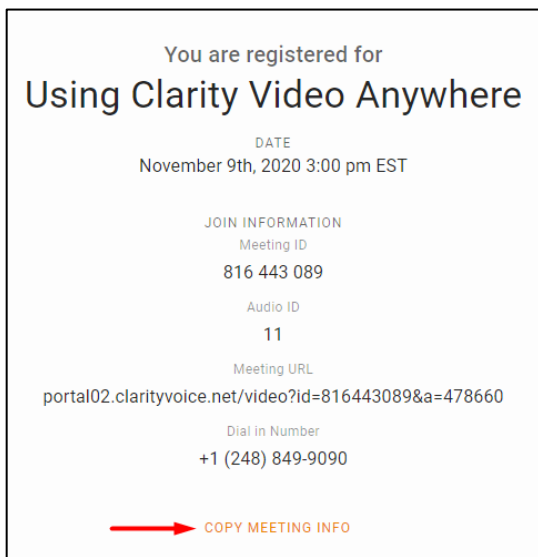 You are registered for
Using Clarity Video Anywhere
DATE
November 9th, 2020 3:00 pm EST
JOIN INFORMATION
Meeting ID
816 443 089
Audio ID
11
Meeting URL
portal02.clarityvoice.net/video?id=816443089&a=478660
Dial in Number
+1 (248) 849-9090
COPY MEETING INFO